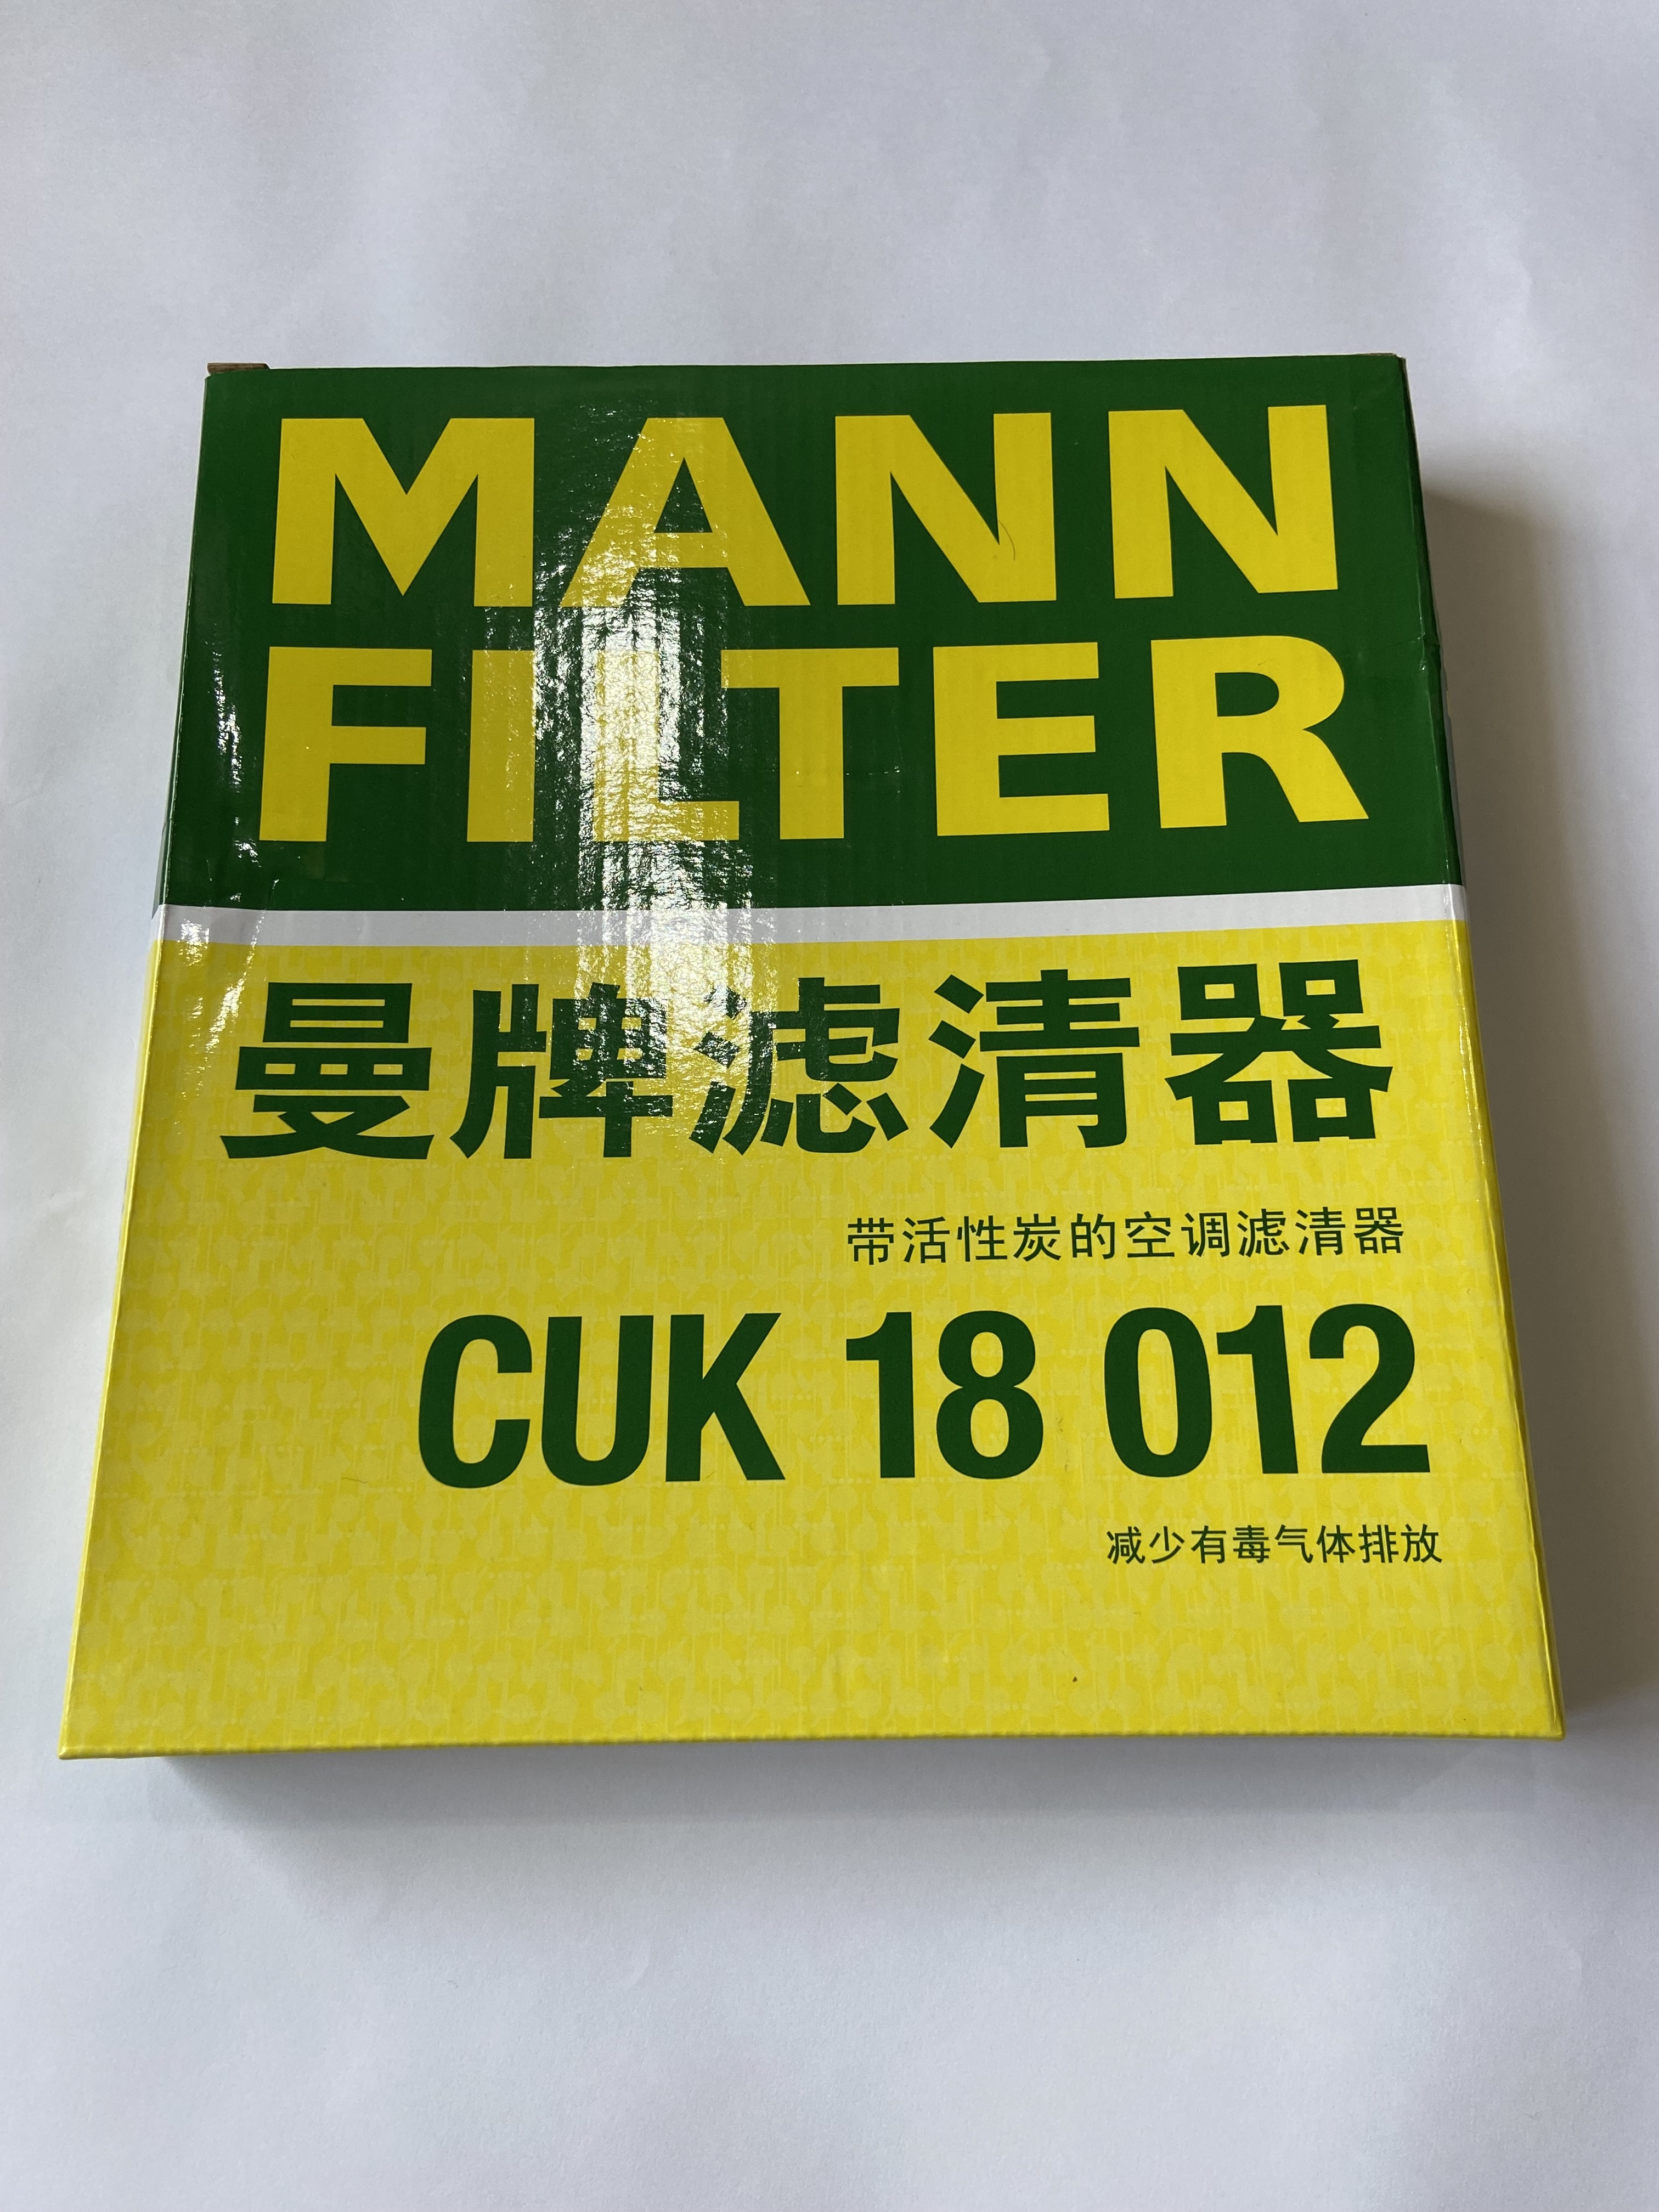 MANN
FILTER
曼牌滤清器
带活性炭的空调滤清器
CUK 18 012
减少有毒气体排放